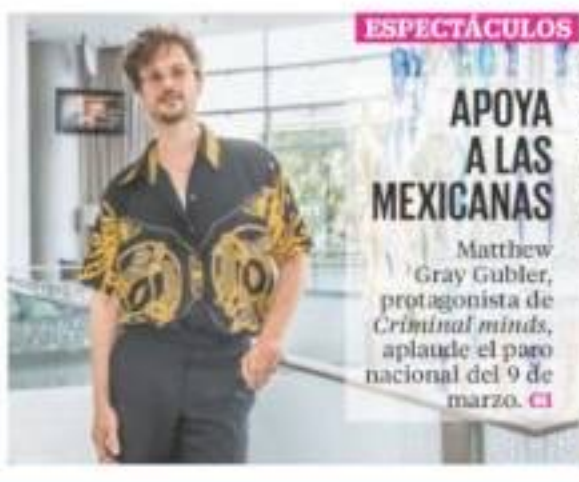 ESPECTÁCULOS
APOYA
A LAS
MEXICANAS
Matthew
Gray Gubler,
protagonista de
Criminal minds,
aplaude el paro
nacional del 9 de
marzo. C1